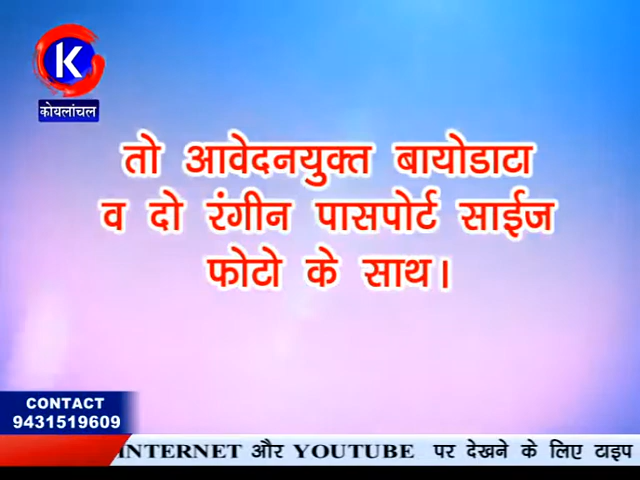 K
कोयलांचल
तो आवेदनयुक्त बायोडाटा
व दो रंगीन पासपोर्ट साईज
फोटो के साथ।
CONTACT
9431519609
INTERNET और YOUTUBE पर देखने के लिए टाइप